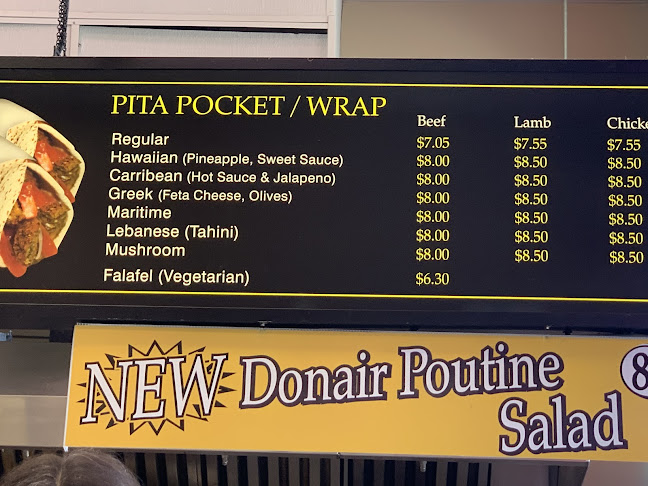 PITA POCKET / WRAP Beef Lamb
Regular $7.05 $7.55 $7.55
Hawaiian (Pineapple, Sweet Sauce) $8.00 $8.50 $8.50
Carribean (Hot Sauce & Jalapeno) $8.00 $8.50 $8.50
Greek (Feta Cheese, Olives) $8.00 $8.50 $8.50
Maritime $8.00 $8.50 $8.50
Lebanese (Tahini) $8.00 $8.50 $8.50
Mushroom $8.00 $8.50 $8.50
Falafel (Vegetarian) $6.30
NEW Donair Poutine
Salad